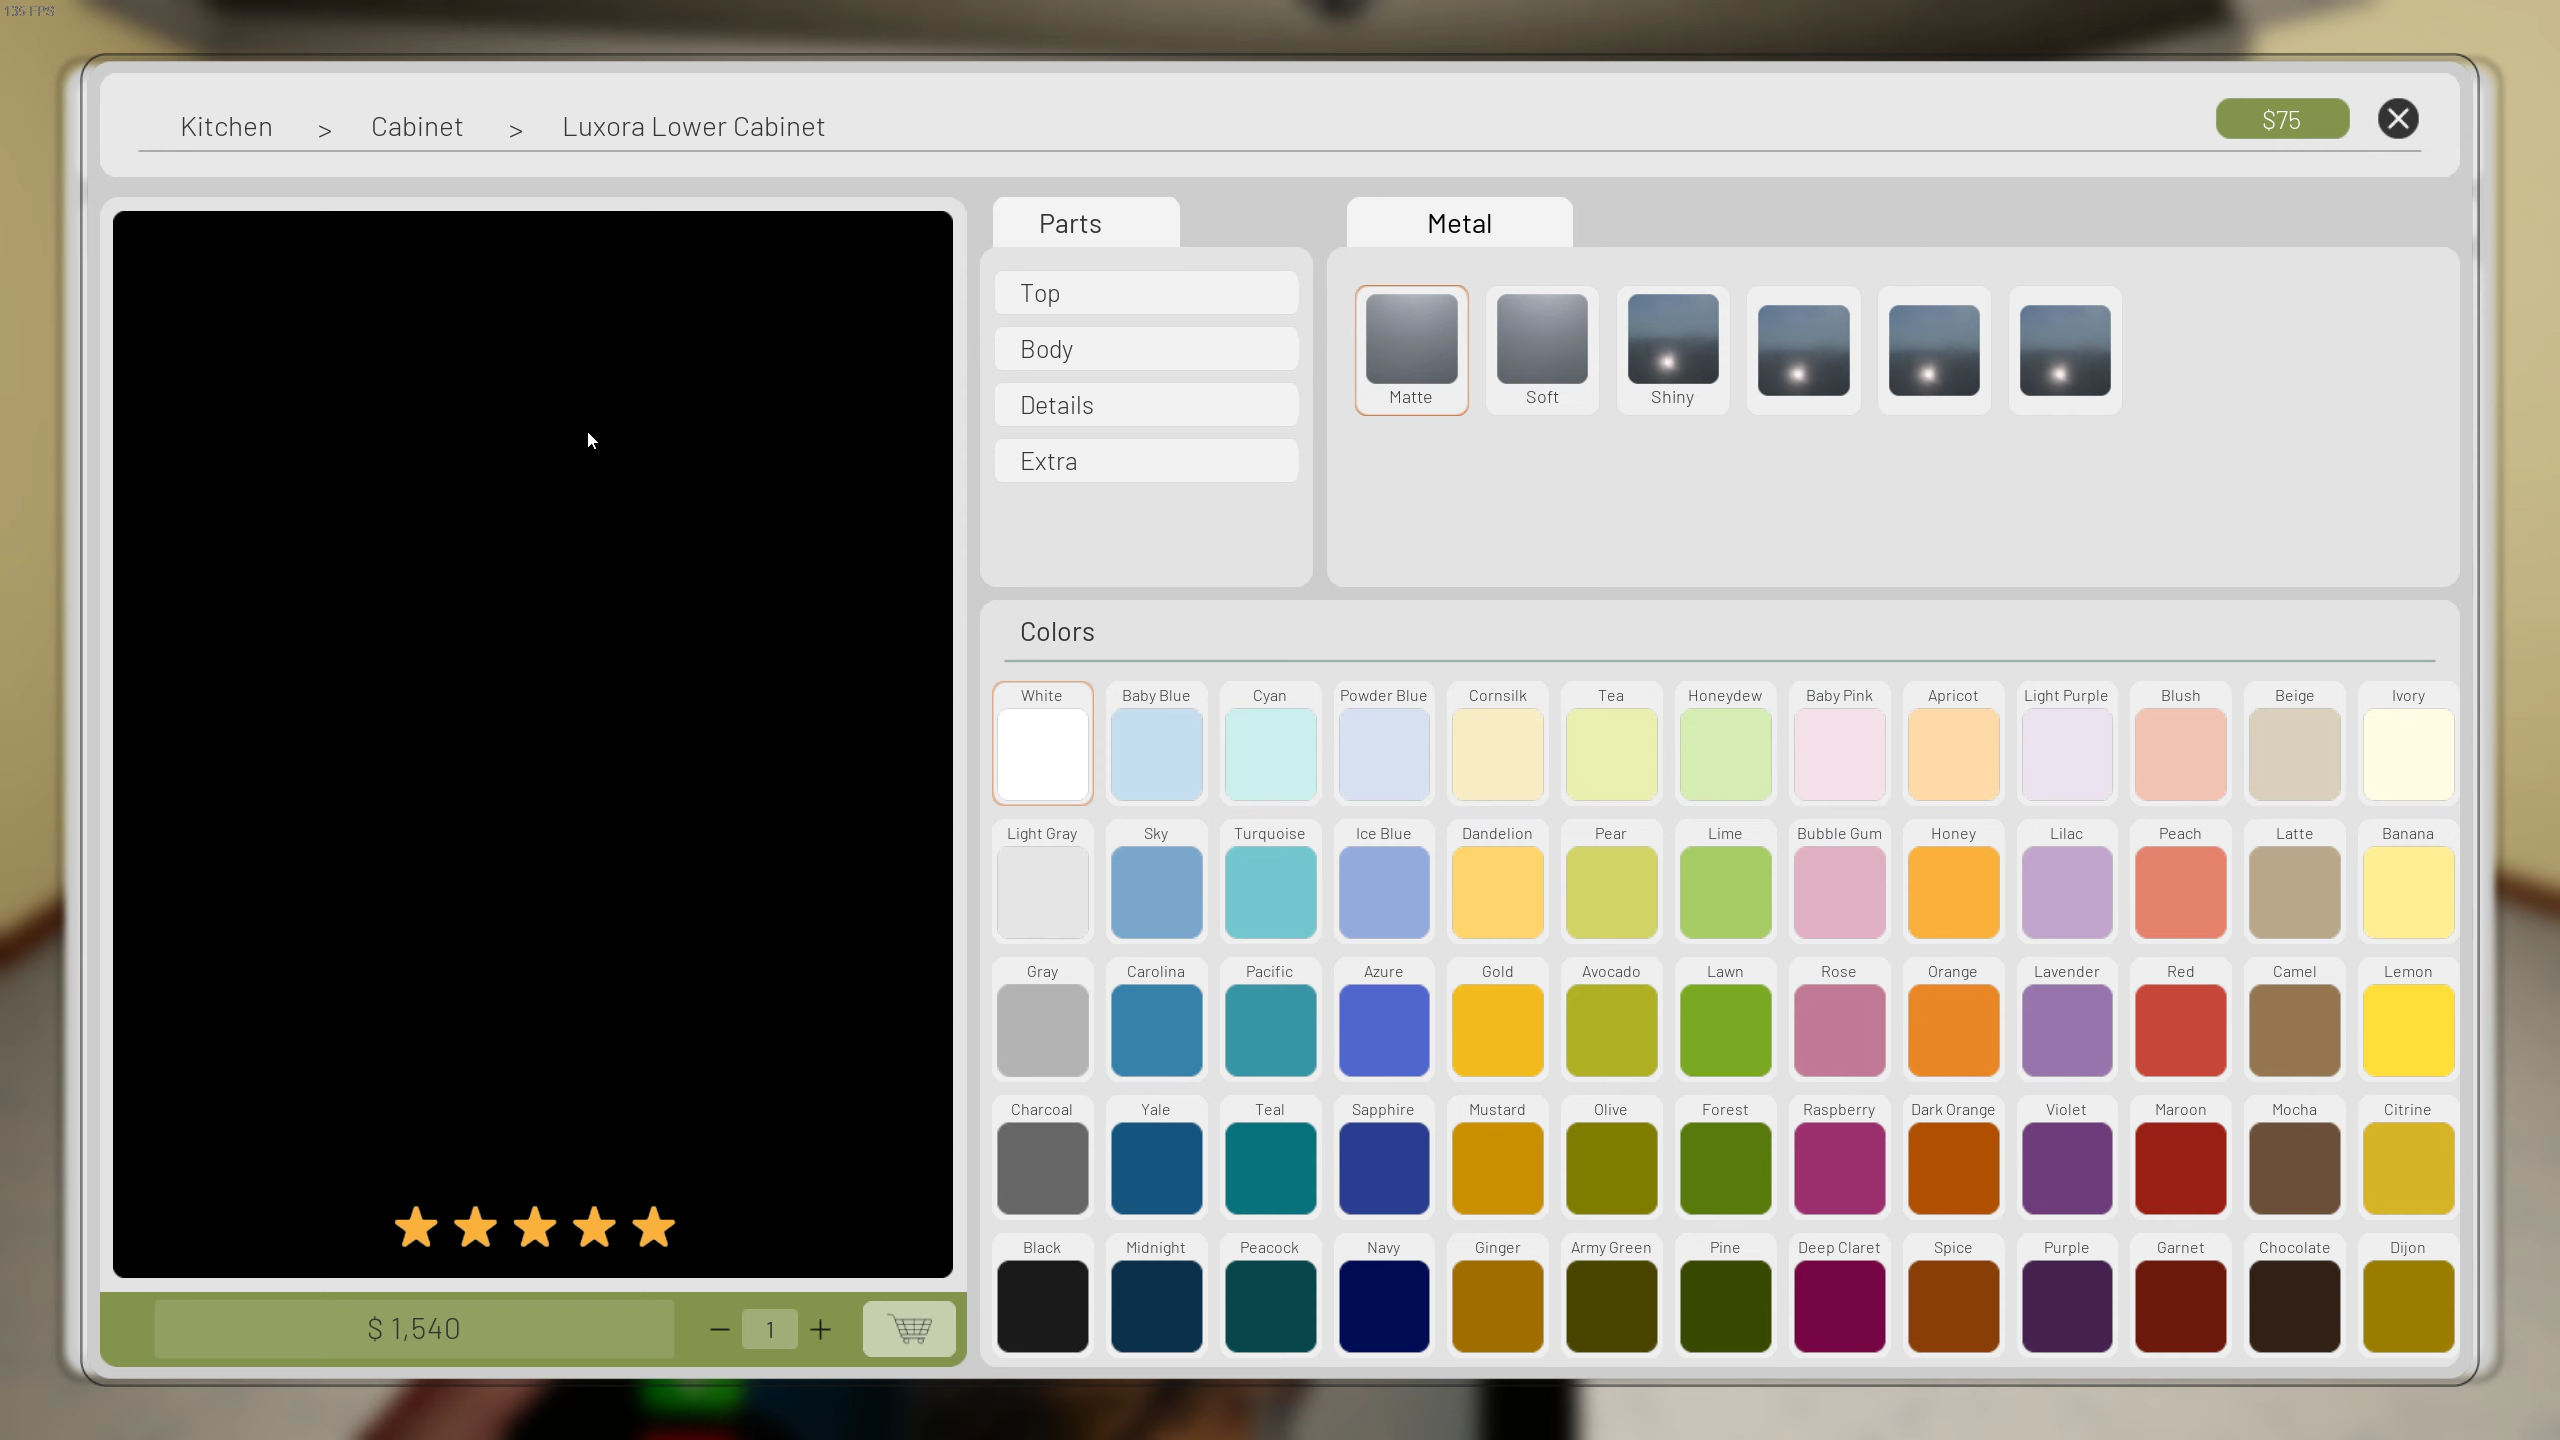 135 FPS
Kitchen > Cabinet > Luxora Lower Cabinet
$75
Parts
Top
Body
Details
Extra
Metal
Matte Soft Shiny
Colors
White Baby Blue Cyan Powder Blue Cornsilk Tea Honeydew Baby Pink Apricot Light Purple Blush Beige Ivory
Light Gray Sky Turquoise Ice Blue Dandelion Pear Lime Bubble Gum Honey Lilac Peach Latte Banana
Gray Carolina Pacific Azure Gold Avocado Lawn Rose Orange Lavender Red Camel Lemon
Charcoal Yale Teal Sapphire Mustard Olive Forest Raspberry Dark Orange Violet Maroon Mocha Citrine
Black Midnight Peacock Navy Ginger Army Green Pine Deep Claret Spice Purple Garnet Chocolate Dijon
$ 1,540 − 1 +